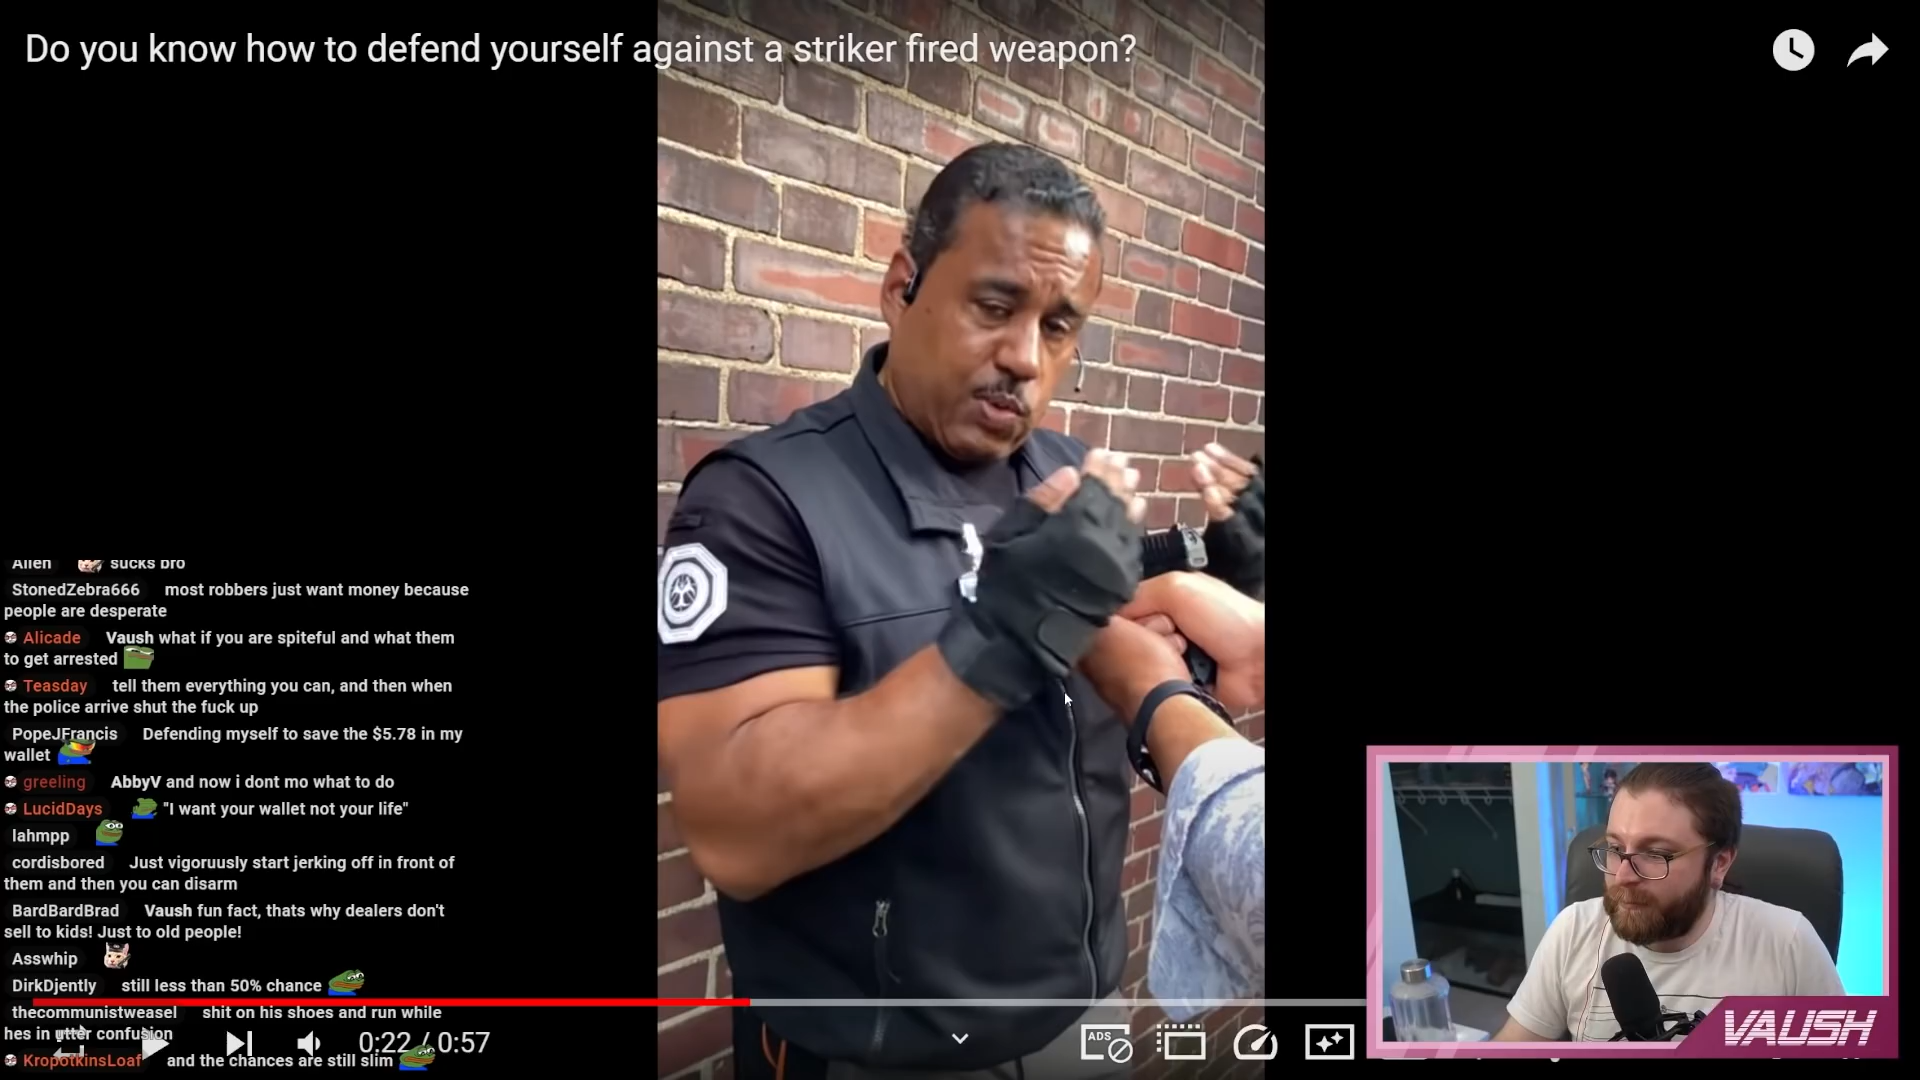 Do you know how to defend yourself against a striker fired weapon?
Allen sucks bro
StonedZebra666 most robbers just want money because
people are desperate
Alicade Vaush what if you are spiteful and what them
to get arrested
Teasday tell them everything you can, and then when
the police arrive shut the fuck up
PopeJFrancis Defending myself to save the $5.78 in my
wallet
greeling AbbyV and now i dont mo what to do
LucidDays "I want your wallet not your life"
lahmpp
cordisbored Just vigoruusly start jerking off in front of
them and then you can disarm
BardBardBrad Vaush fun fact, thats why dealers don't
sell to kids! Just to old people!
Asswhip
DirkDjently still less than 50% chance
thecommunistweasel shit on his shoes and run while
hes in utter confusion
KropotkinsLoaf and the chances are still slim
0:22 / 0:57
ADS
VAUSH